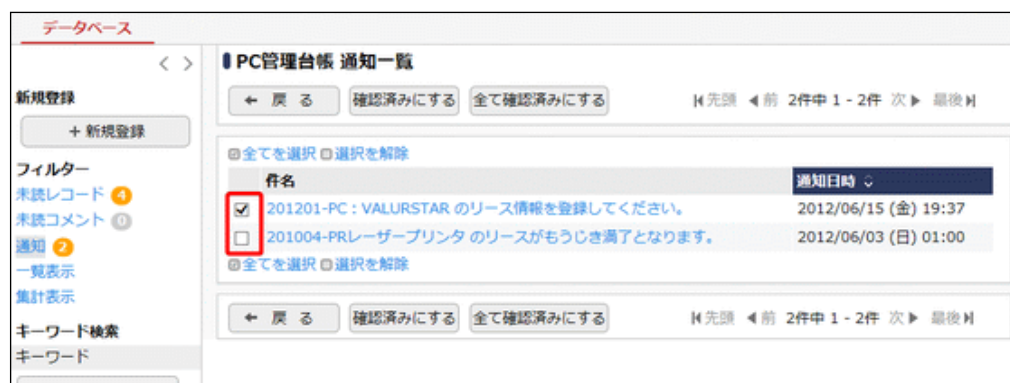 データベース
< >
新規登録
+ 新規登録
フィルター
未読レコード 4
未読コメント 0
通知 2
一覧表示
集計表示
キーワード検索
キーワード
PC管理台帳 通知一覧
← 戻 る 確認済みにする 全て確認済みにする 先頭 前 2件中 1 - 2件 次 最後
全てを選択 選択を解除
件名 通知日時
201201-PC : VALURSTAR のリース情報を登録してください。 2012/06/15 (金) 19:37
201004-PRレーザープリンタ のリースがもうじき満了となります。 2012/06/03 (日) 01:00
全てを選択 選択を解除
← 戻 る 確認済みにする 全て確認済みにする 先頭 前 2件中 1 - 2件 次 最後